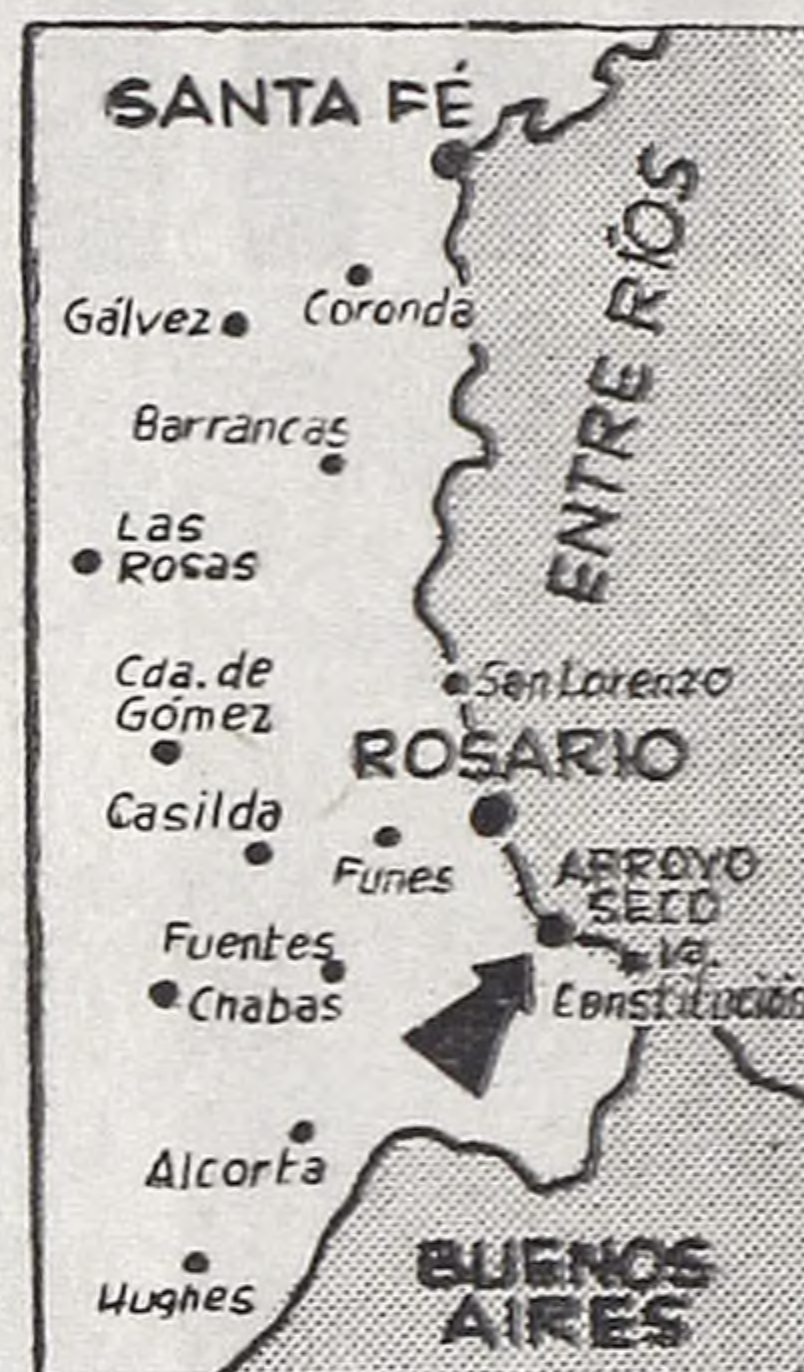 SANTA FÉ
ENTRE RÍOS
Gálvez
Coronda
Barrancas
Las
Rosas
Cda. de
Gómez
San Lorenzo
ROSARIO
Casilda
Funes
ARROYO
SECO
Fuentes
Chabas
Constitución
Alcorta
Hughes
BUENOS
AIRES